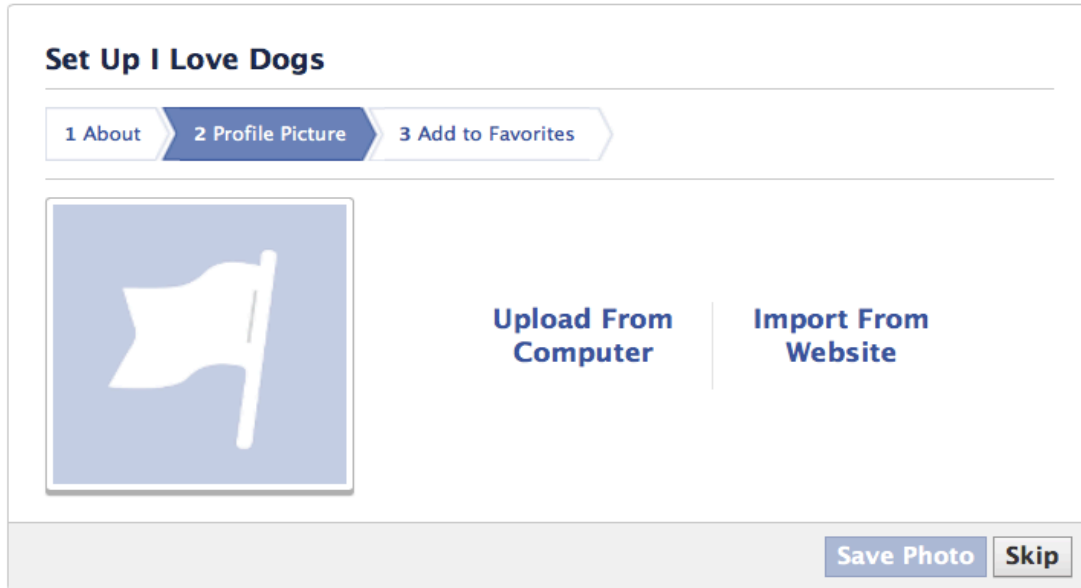 Set Up I Love Dogs
1 About 2 Profile Picture 3 Add to Favorites
Upload From Computer
Import From Website
Save Photo Skip